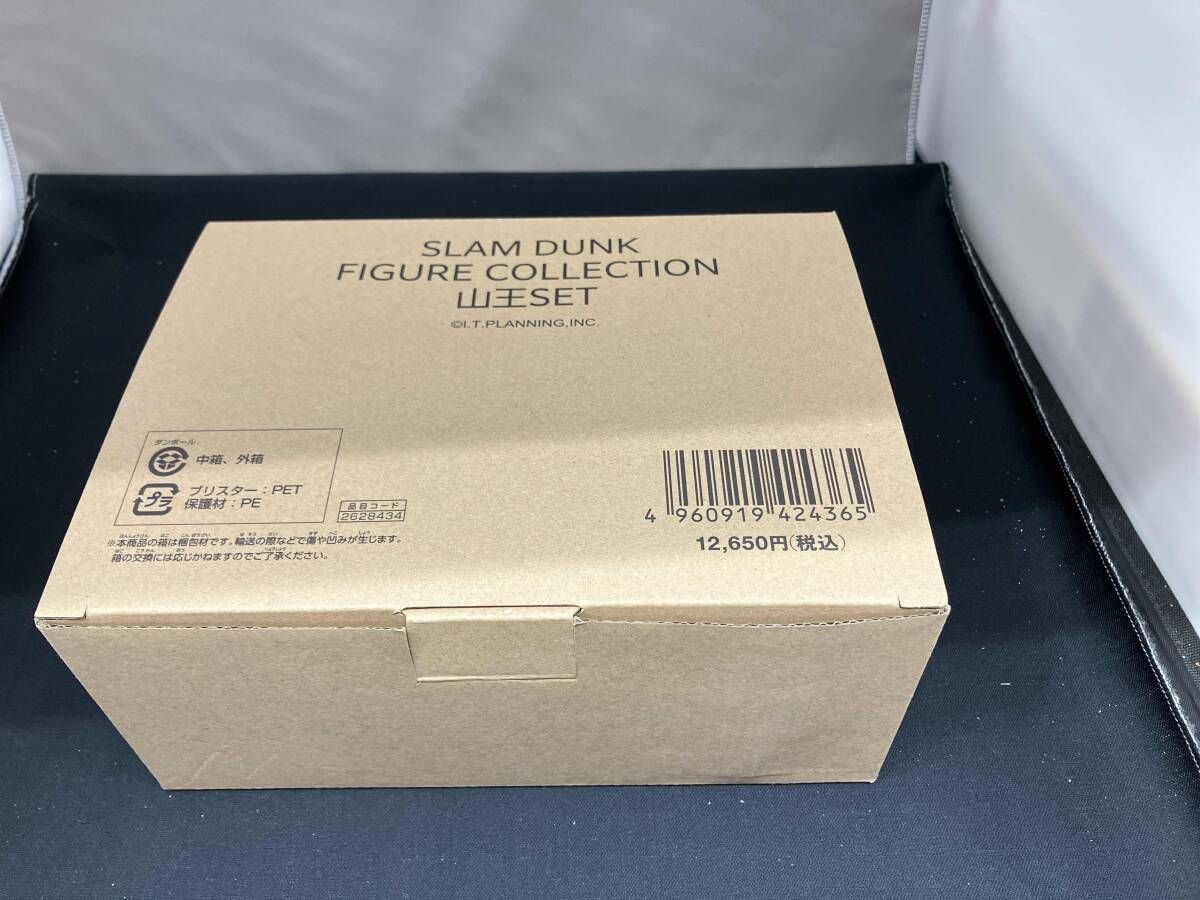 SLAM DUNK
FIGURE COLLECTION
山王SET
©I.T.PLANNING,INC.
ダンボール
中箱、外箱
プラ
ブリスター:PET
保護材:PE
品目コード
2628434
※本商品の箱は梱包材です。輸送の際などで傷や凹みが生じます。
箱の交換には応じかねますのでご了承ください。
4 960919 424365
12,650円(税込)